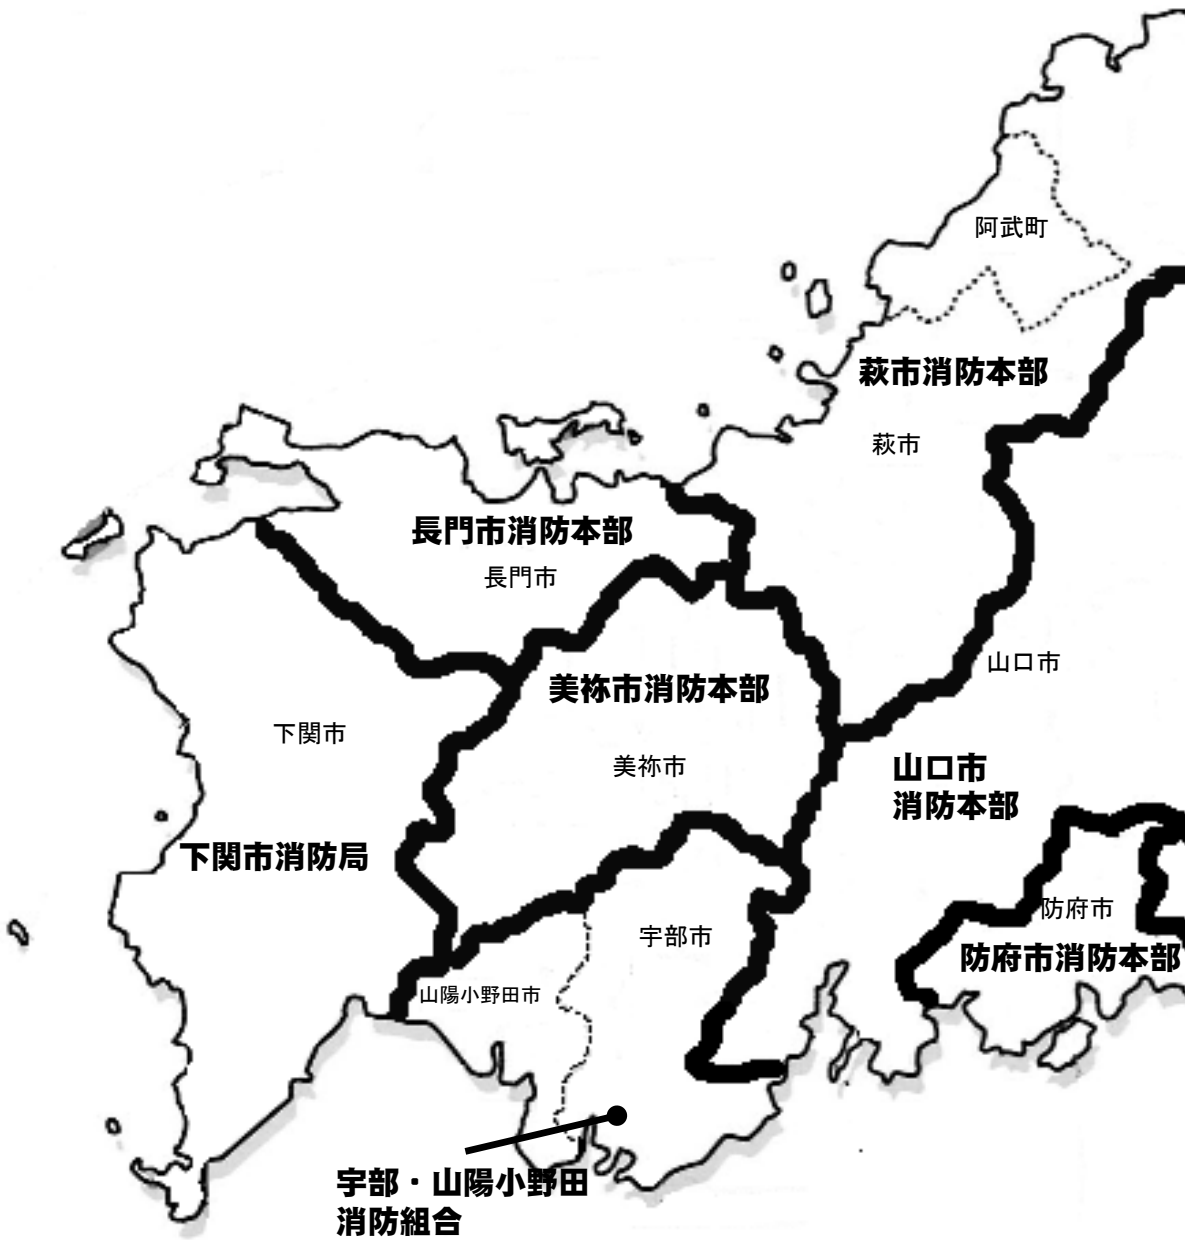 阿武町
萩市消防本部
萩市
長門市消防本部
長門市
山口市
美祢市消防本部
下関市
美祢市
山口市
消防本部
下関市消防局
防府市
宇部市
防府市消防本部
山陽小野田市
宇部・山陽小野田
消防組合